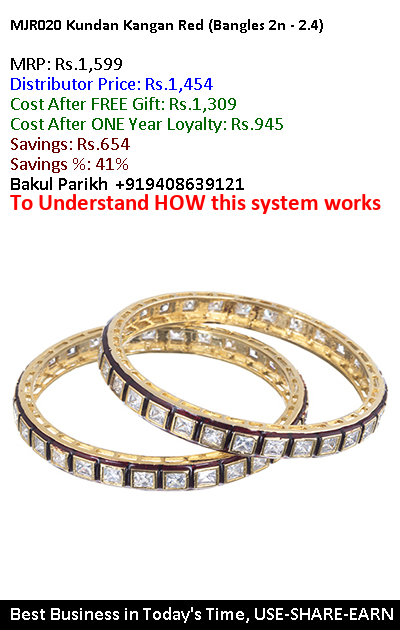 MJR020 Kundan Kangan Red (Bangles 2n - 2.4)
MRP: Rs.1,599
Distributor Price: Rs.1,454
Cost After FREE Gift: Rs.1,309
Cost After ONE Year Loyalty: Rs.945
Savings: Rs.654
Savings %: 41%
Bakul Parikh +919408639121
To Understand HOW this system works
Best Business in Today's Time, USE-SHARE-EARN